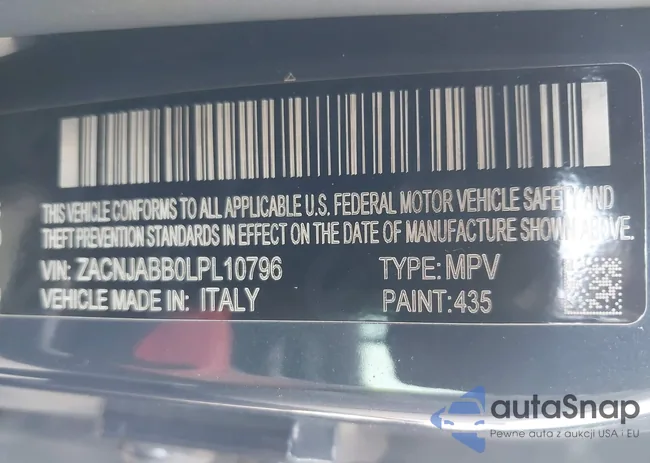 THIS VEHICLE CONFORMS TO ALL APPLICABLE U.S. FEDERAL MOTOR VEHICLE SAFETY AND
THEFT PREVENTION STANDARDS IN EFFECT ON THE DATE OF MANUFACTURE SHOWN ABOVE.
VIN: ZACNJABB0LPL10796 TYPE: MPV
VEHICLE MADE IN: ITALY PAINT: 435
autaSnap
Pewne auta z aukcji USA i EU